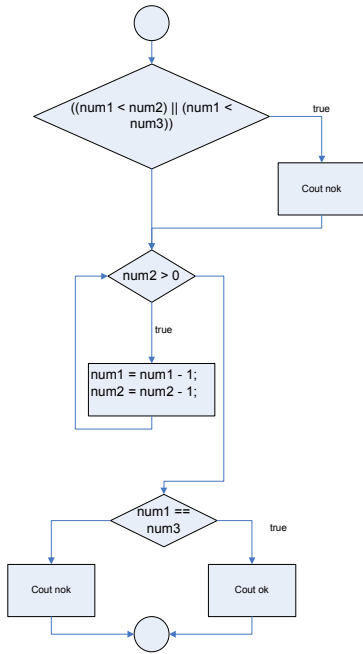 ((num1 < num2) || (num1 <
num3))
true
Cout nok
num2 > 0
true
num1 = num1 - 1;
num2 = num2 - 1;
num1 ==
num3
true
Cout nok
Cout ok